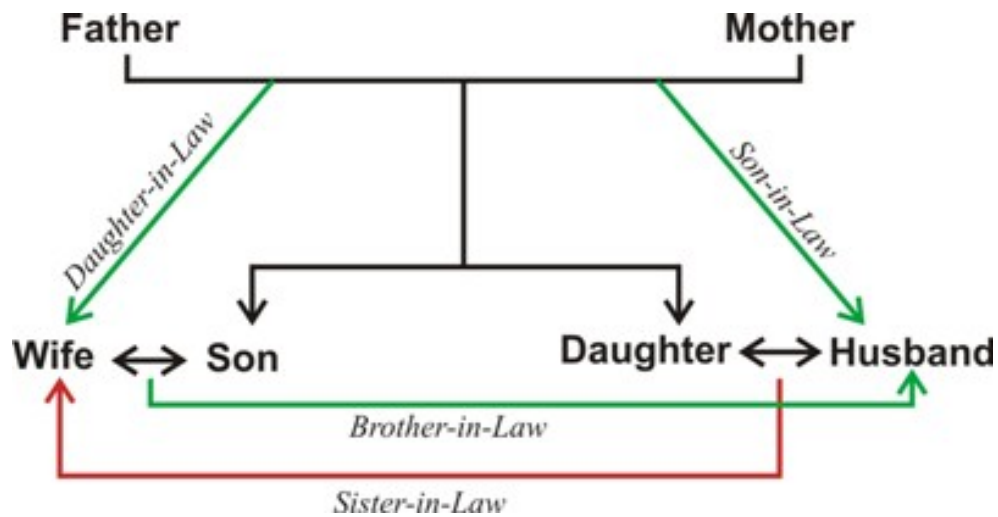 Father
Mother
Daughter-in-Law
Son-in-Law
Wife
Son
Daughter
Husband
Brother-in-Law
Sister-in-Law